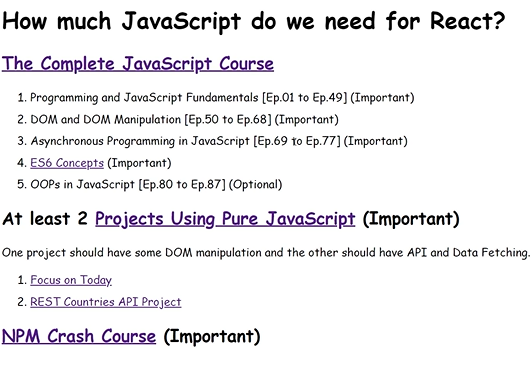 How much JavaScript do we need for React?
The Complete JavaScript Course
1. Programming and JavaScript Fundamentals [Ep.01 to Ep.49] (Important)
2. DOM and DOM Manipulation [Ep.50 to Ep.68] (Important)
3. Asynchronous Programming in JavaScript [Ep.69 to Ep.77] (Important)
4. ES6 Concepts (Important)
5. OOPs in JavaScript [Ep.80 to Ep.87] (Optional)
At least 2 Projects Using Pure JavaScript (Important)
One project should have some DOM manipulation and the other should have API and Data Fetching.
1. Focus on Today
2. REST Countries API Project
NPM Crash Course (Important)